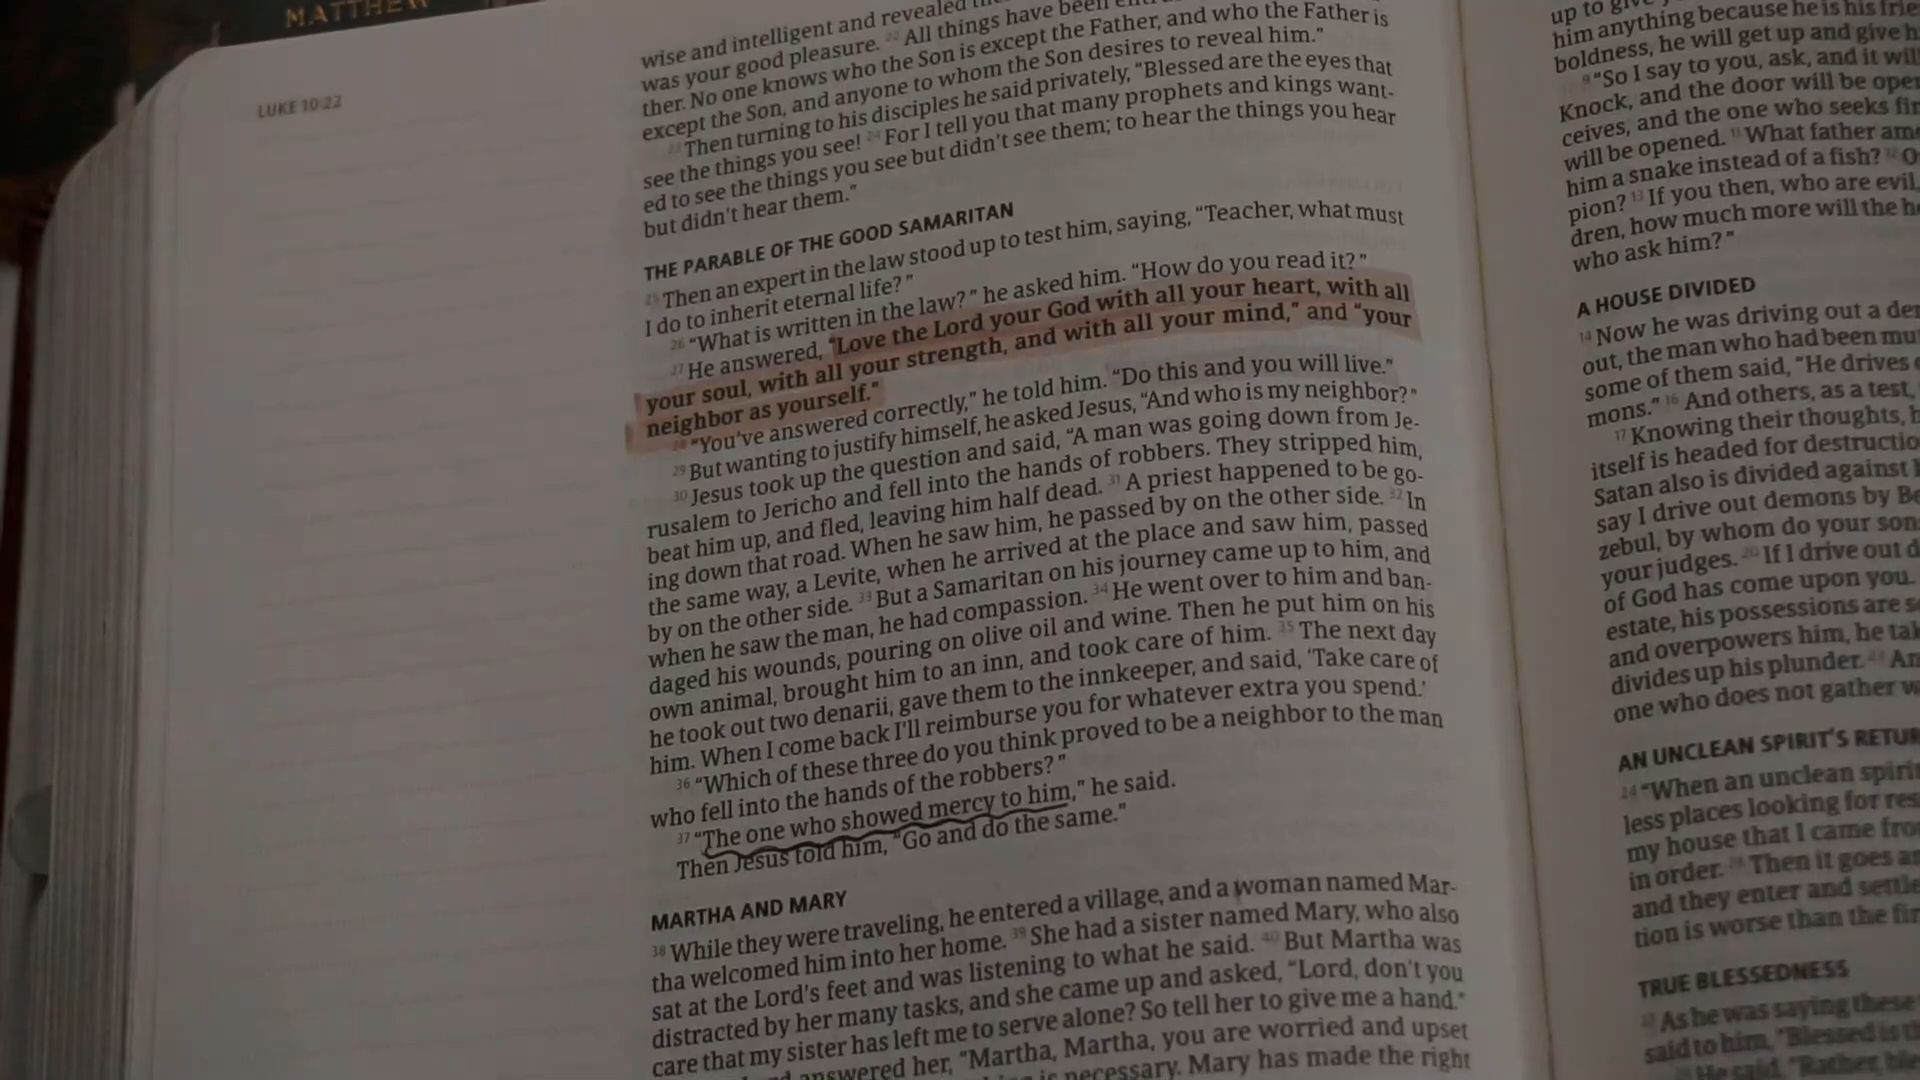 MATTHEW
LUKE 10:22
wise and intelligent and revealed
was your good pleasure. 22 All things have been
ther. No one knows who the Son is except the Father, and who the Father is
except the Son, and anyone to whom the Son desires to reveal him.”
23 Then turning to his disciples he said privately, “Blessed are the eyes that
see the things you see! 24 For I tell you that many prophets and kings want-
ed to see the things you see but didn’t see them; to hear the things you hear
but didn’t hear them.”
THE PARABLE OF THE GOOD SAMARITAN
25 Then an expert in the law stood up to test him, saying, “Teacher, what must
I do to inherit eternal life?”
26 “What is written in the law?” he asked him. “How do you read it?”
27 He answered, “Love the Lord your God with all your heart, with all
your soul, with all your strength, and with all your mind,” and “your
neighbor as yourself.”
28 “You’ve answered correctly,” he told him. “Do this and you will live.”
29 But wanting to justify himself, he asked Jesus, “And who is my neighbor?”
30 Jesus took up the question and said, “A man was going down from Je-
rusalem to Jericho and fell into the hands of robbers. They stripped him,
beat him up, and fled, leaving him half dead. 31 A priest happened to be go-
ing down that road. When he saw him, he passed by on the other side. 32 In
the same way, a Levite, when he arrived at the place and saw him, passed
by on the other side. 33 But a Samaritan on his journey came up to him, and
when he saw the man, he had compassion. 34 He went over to him and ban-
daged his wounds, pouring on olive oil and wine. Then he put him on his
own animal, brought him to an inn, and took care of him. 35 The next day
he took out two denarii, gave them to the innkeeper, and said, ‘Take care of
him. When I come back I’ll reimburse you for whatever extra you spend.’
36 “Which of these three do you think proved to be a neighbor to the man
who fell into the hands of the robbers?”
37 “The one who showed mercy to him,” he said.
Then Jesus told him, “Go and do the same.”
MARTHA AND MARY
38 While they were traveling, he entered a village, and a woman named Mar-
tha welcomed him into her home. 39 She had a sister named Mary, who also
sat at the Lord’s feet and was listening to what he said. 40 But Martha was
distracted by her many tasks, and she came up and asked, “Lord, don’t you
care that my sister has left me to serve alone? So tell her to give me a hand.”
answered her, “Martha, Martha, you are worried and upset
is necessary. Mary has made the right
up to give
him anything because he is his
boldness, he will get up and give
9 “So I say to you, ask, and it will
Knock, and the door will be
ceives, and the one who seeks
will be opened. 11 What father
him a snake instead of a fish? 12
pion? 13 If you then, who are evil,
dren, how much more will the
who ask him?”
A HOUSE DIVIDED
14 Now he was driving out a
out, the man who had been
some of them said, “He drives
mons.” 16 And others, as a test,
17 Knowing their thoughts,
itself is headed for
Satan also is divided against
say I drive out demons by
zebul, by whom do your
your judges. 20 If I drive out
of God has come upon you.
estate, his possessions are
and overpowers him, he
divides up his plunder. 23
one who does not gather
AN UNCLEAN SPIRIT’S
24 “When an unclean
less places looking for
my house that I came
in order. 26 Then it goes
and they enter and
tion is worse than the
TRUE BLESSEDNESS
27 As he was saying these
said to him, “Blessed is
He said, “Rather,